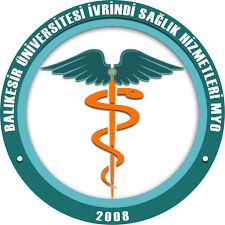 BALIKESİR ÜNİVERSİTESİ İVRİNDİ SAĞLIK HİZMETLERİ MYO
2008